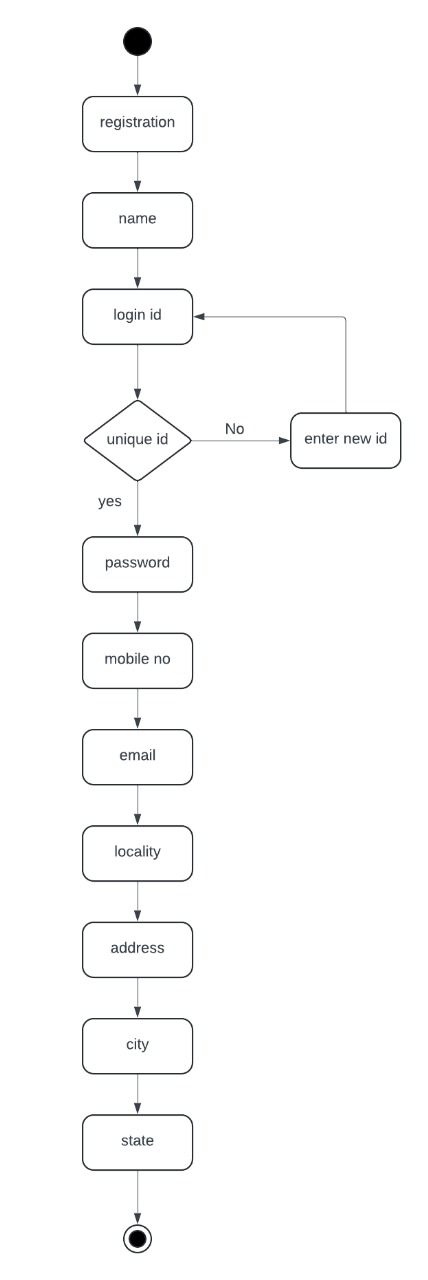 registration
name
login id
unique id
No
enter new id
yes
password
mobile no
email
locality
address
city
state